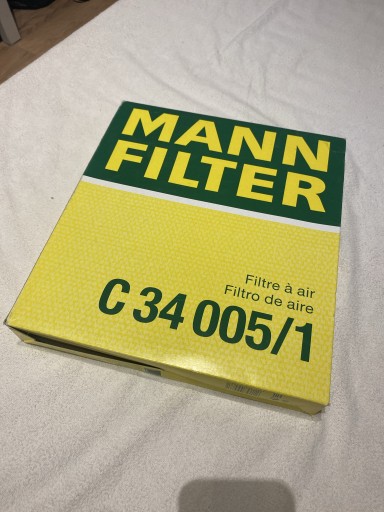 MANN
FILTER
Filtre à air
Filtro de aire
C 34 005/1